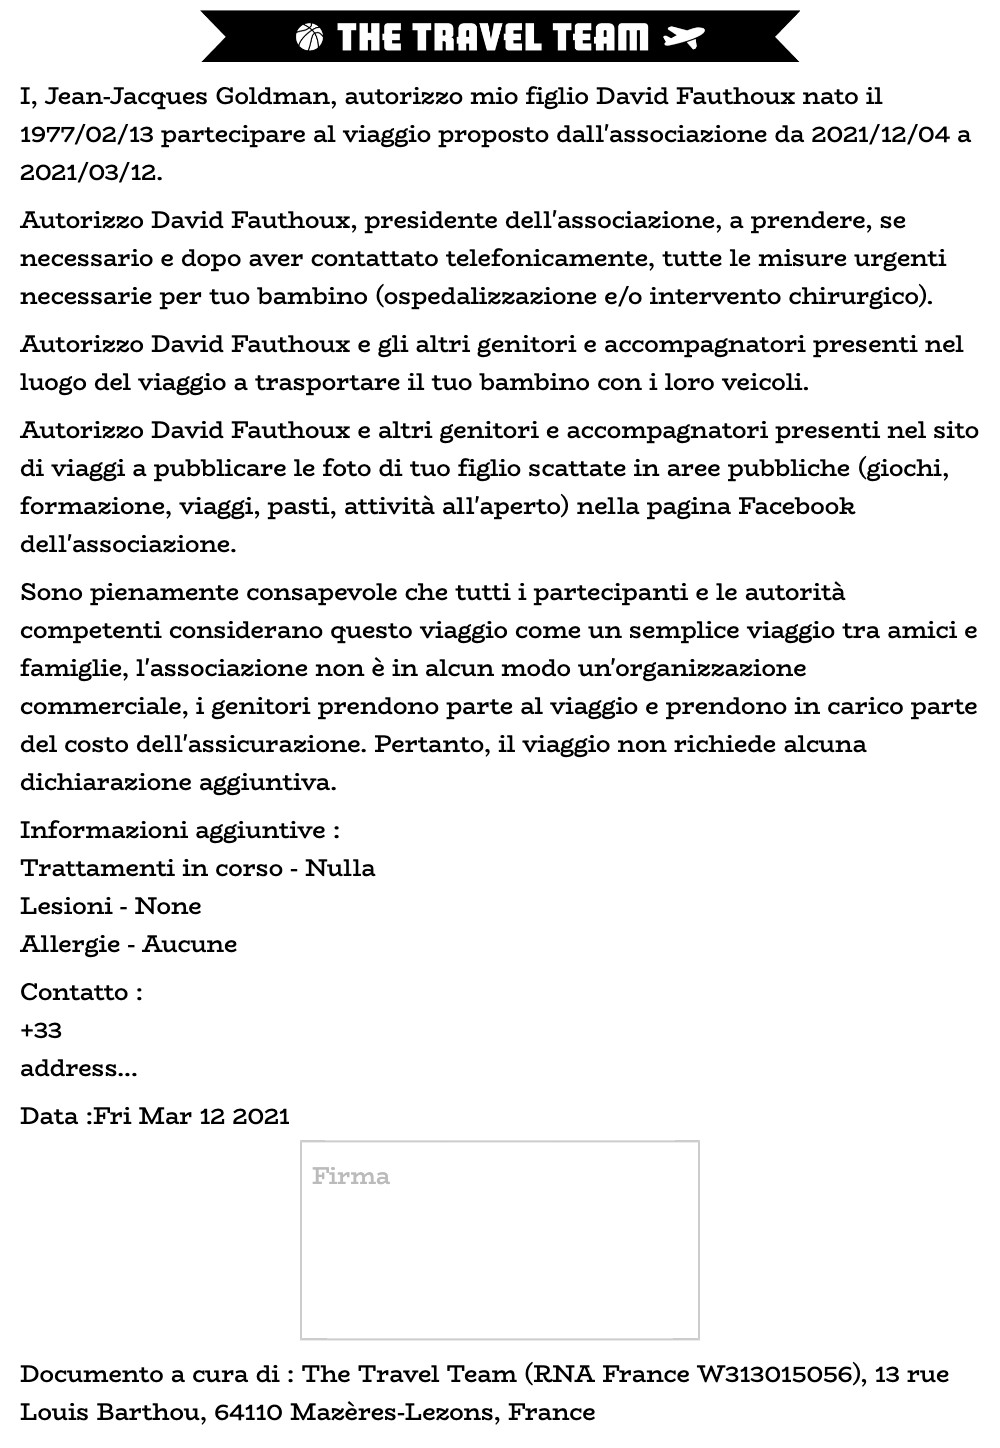 THE TRAVEL TEAM
I, Jean-Jacques Goldman, autorizzo mio figlio David Fauthoux nato il
1977/02/13 partecipare al viaggio proposto dall'associazione da 2021/12/04 a
2021/03/12.
Autorizzo David Fauthoux, presidente dell'associazione, a prendere, se
necessario e dopo aver contattato telefonicamente, tutte le misure urgenti
necessarie per tuo bambino (ospedalizzazione e/o intervento chirurgico).
Autorizzo David Fauthoux e gli altri genitori e accompagnatori presenti nel
luogo del viaggio a trasportare il tuo bambino con i loro veicoli.
Autorizzo David Fauthoux e altri genitori e accompagnatori presenti nel sito
di viaggi a pubblicare le foto di tuo figlio scattate in aree pubbliche (giochi,
formazione, viaggi, pasti, attività all'aperto) nella pagina Facebook
dell'associazione.
Sono pienamente consapevole che tutti i partecipanti e le autorità
competenti considerano questo viaggio come un semplice viaggio tra amici e
famiglie, l'associazione non è in alcun modo un'organizzazione
commerciale, i genitori prendono parte al viaggio e prendono in carico parte
del costo dell'assicurazione. Pertanto, il viaggio non richiede alcuna
dichiarazione aggiuntiva.
Informazioni aggiuntive :
Trattamenti in corso - Nulla
Lesioni - None
Allergie - Aucune
Contatto :
+33
address...
Data :Fri Mar 12 2021
Firma
Documento a cura di : The Travel Team (RNA France W313015056), 13 rue
Louis Barthou, 64110 Mazères-Lezons, France